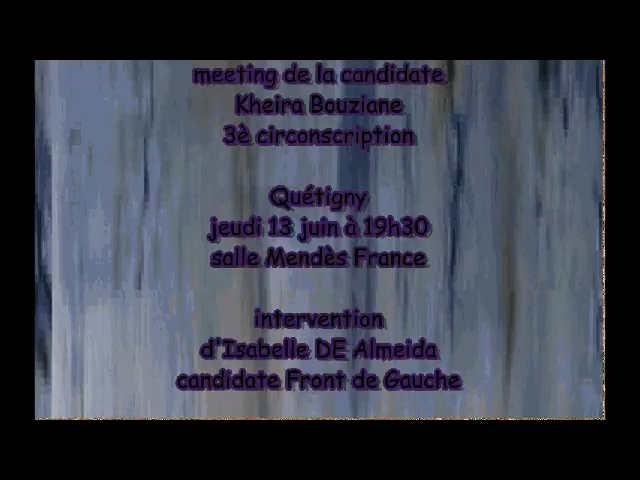 meeting de la candidate
Kheira Bouziane
3è circonscription
Quétigny
jeudi 13 juin à 19h30
salle Mendès France
intervention
d'Isabelle DE Almeida
candidate Front de Gauche